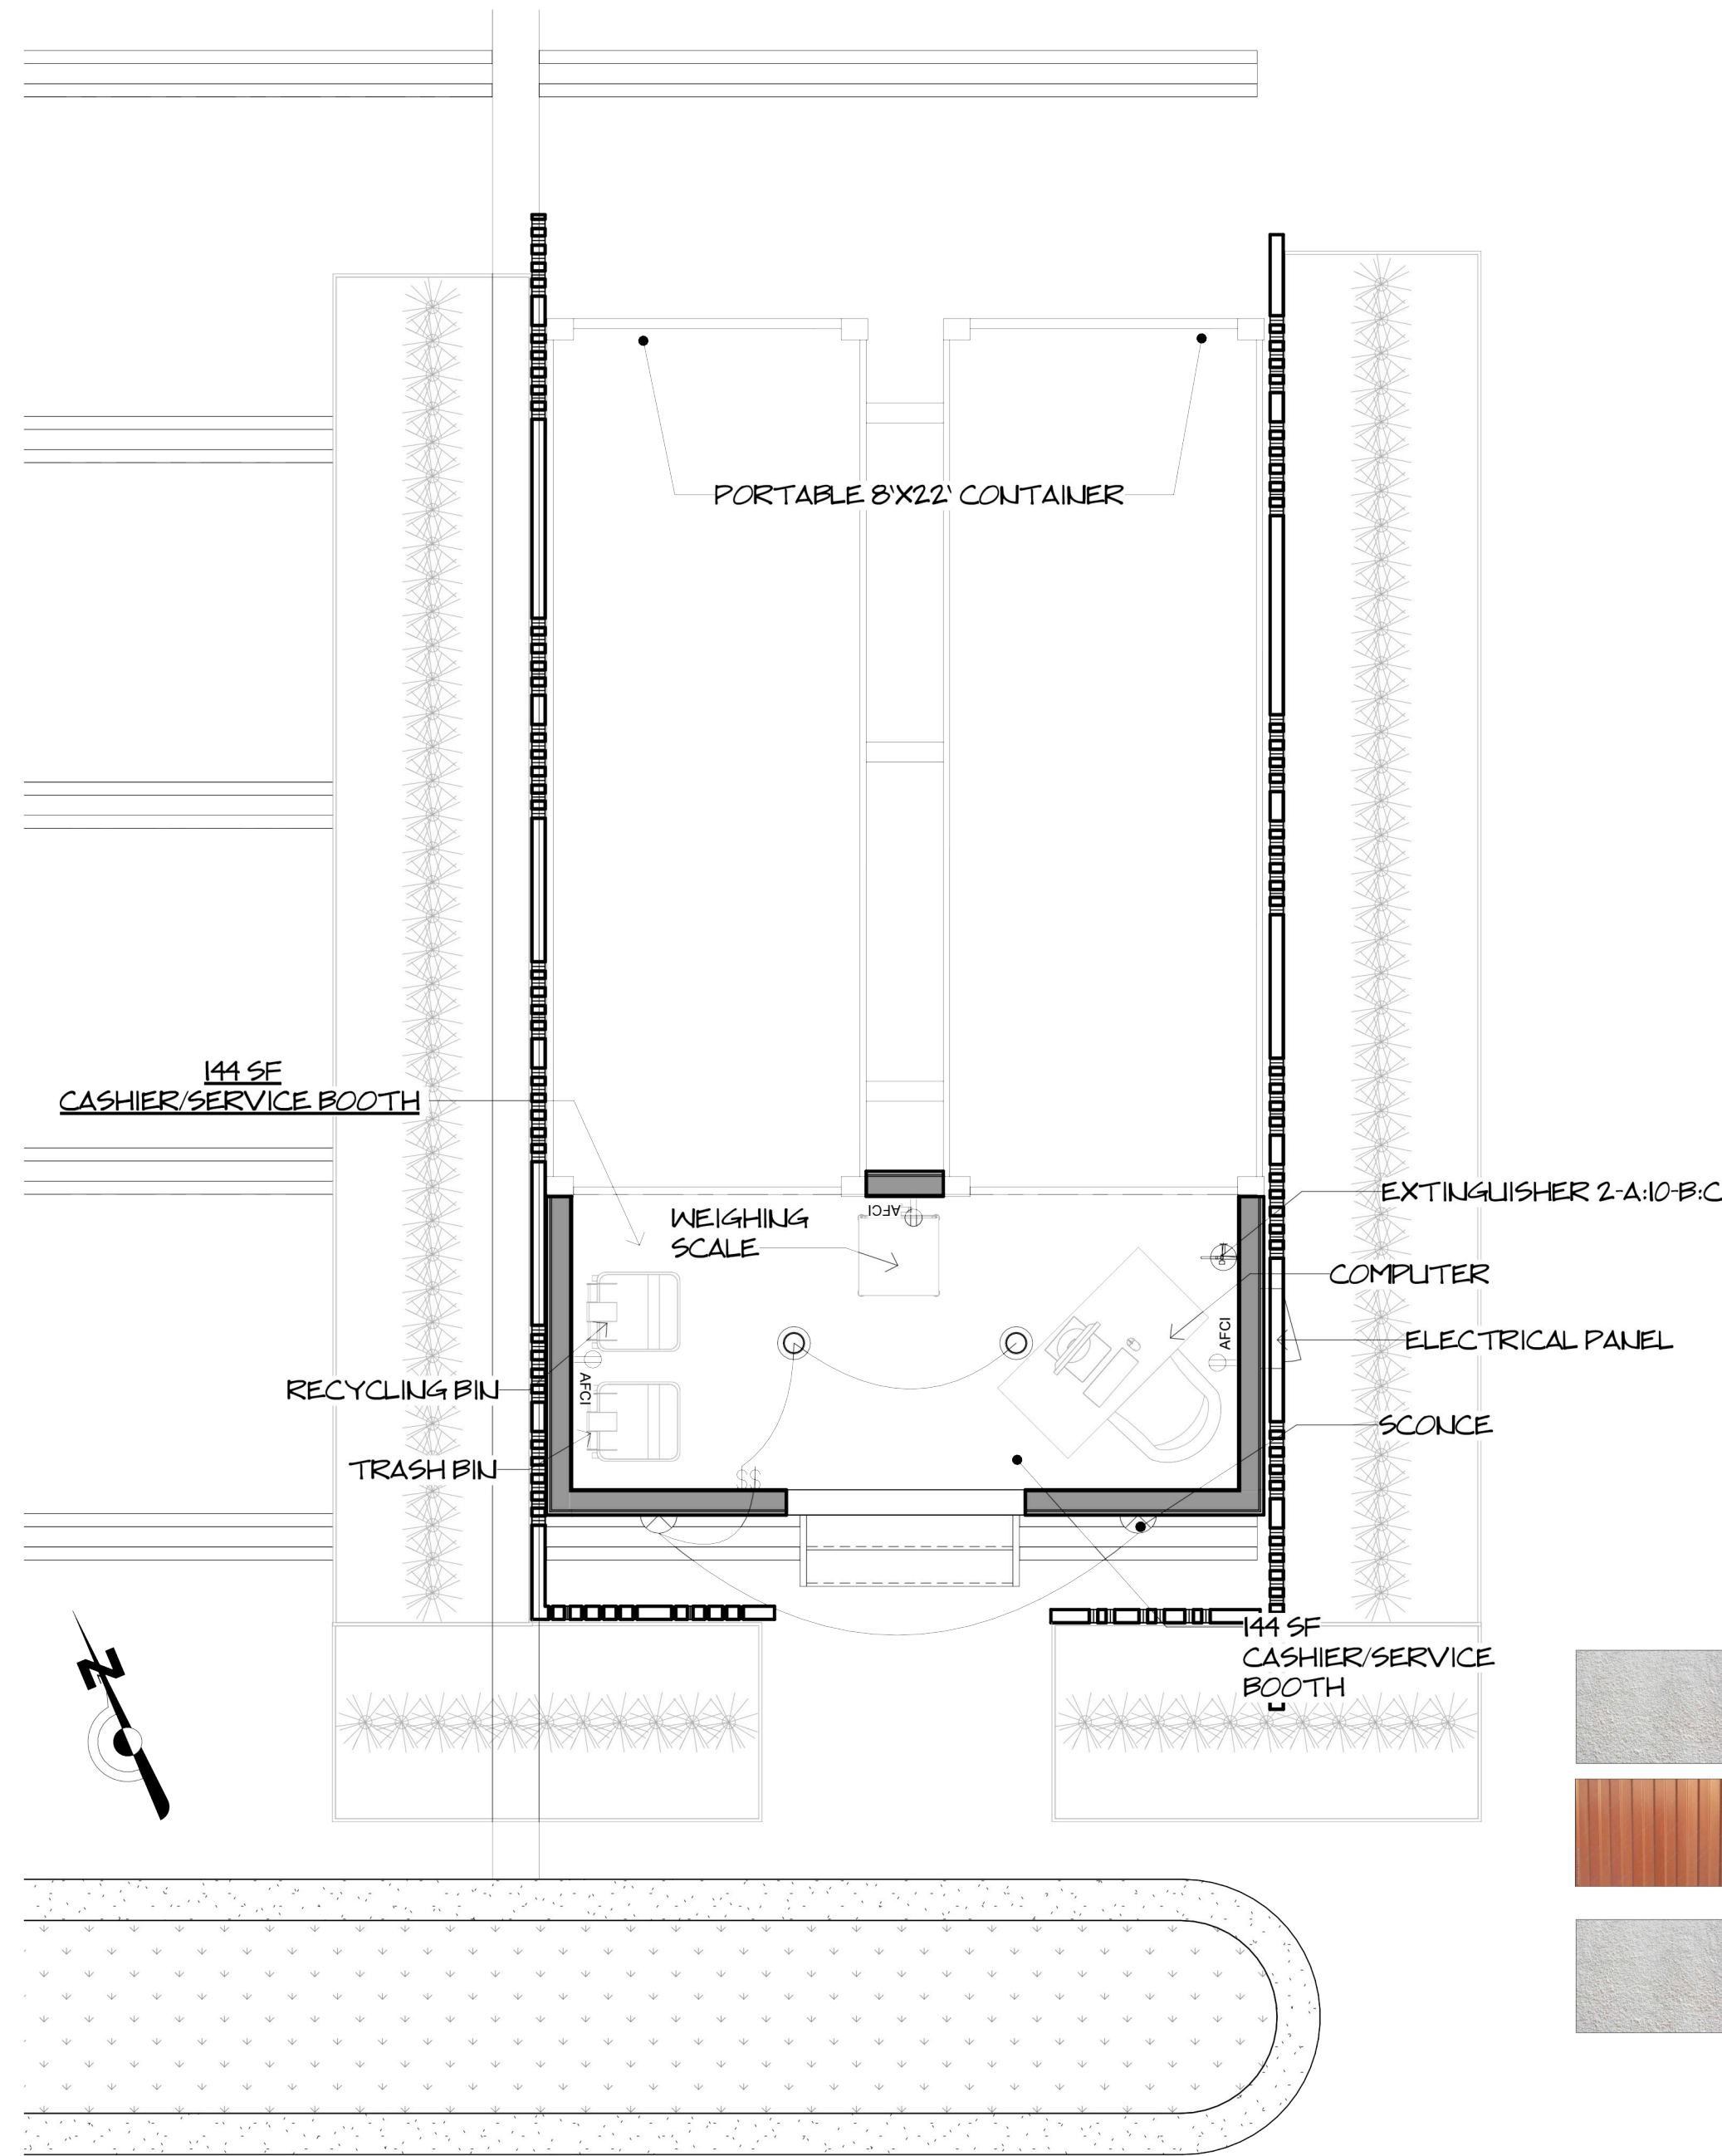 PORTABLE 8'X22' CONTAINER
144 SF
CASHIER/SERVICE BOOTH
EXTINGUISHER 2-A:10-B:C
AFCI
WEIGHING
SCALE
COMPUTER
AFCI
ELECTRICAL PANEL
RECYCLING BIN
AFCI
SCONCE
TRASH BIN
$$
144 SF
CASHIER/SERVICE
BOOTH
N